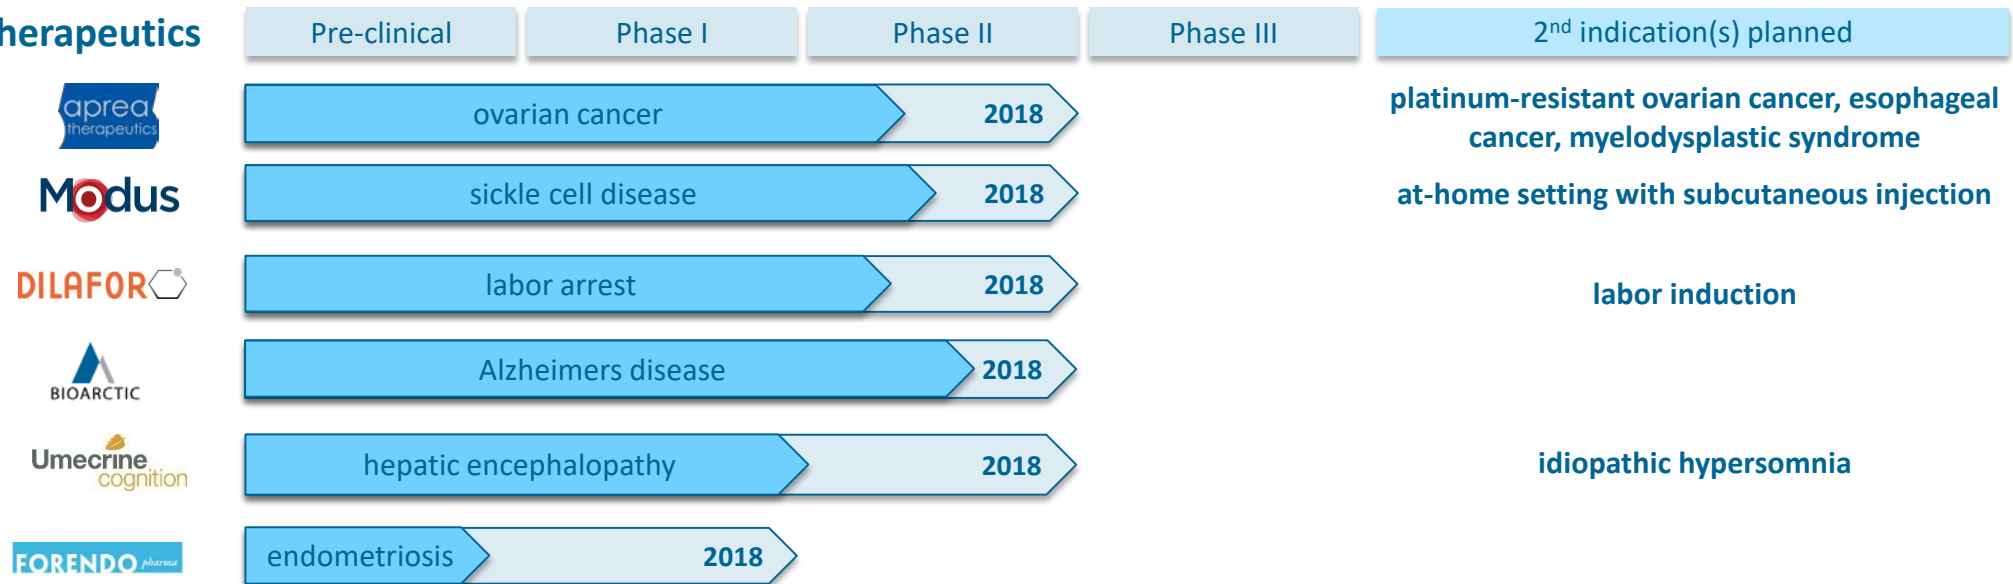 herapeutics
Pre-clinical
Phase I
Phase II
Phase III
2nd indication(s) planned
aprea
therapeutics
ovarian cancer
2018
platinum-resistant ovarian cancer, esophageal
cancer, myelodysplastic syndrome
Modus
sickle cell disease
2018
at-home setting with subcutaneous injection
DILAFOR
labor arrest
2018
labor induction
BIOARCTIC
Alzheimers disease
2018
Umecrine
cognition
hepatic encephalopathy
2018
idiopathic hypersomnia
FORENDO pharma
endometriosis
2018